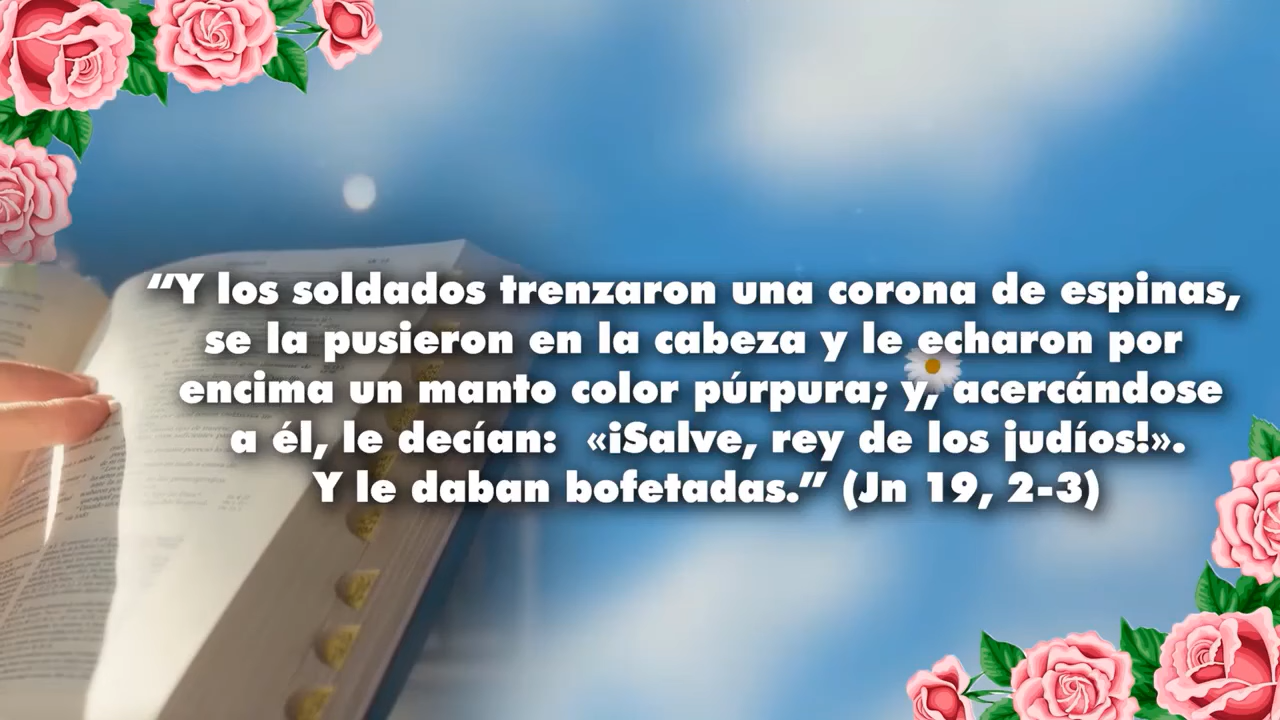 “Y los soldados trenzaron una corona de espinas,
se la pusieron en la cabeza y le echaron por
encima un manto color púrpura; y, acercándose
a él, le decían: «¡Salve, rey de los judíos!».
Y le daban bofetadas.” (Jn 19, 2-3)